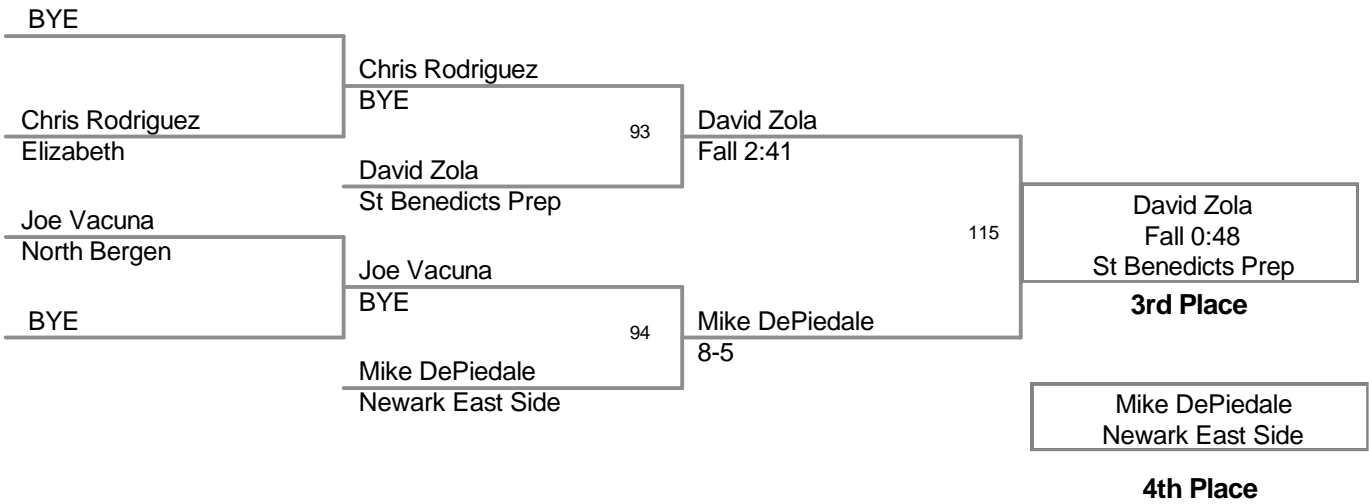 BYE
Chris Rodriguez
BYE
Chris Rodriguez
Elizabeth
93
David Zola
Fall 2:41
David Zola
St Benedicts Prep
Joe Vacuna
North Bergen
115
David Zola
Fall 0:48
St Benedicts Prep
3rd Place
Joe Vacuna
BYE
BYE
94
Mike DePiedale
8-5
Mike DePiedale
Newark East Side
Mike DePiedale
Newark East Side
4th Place